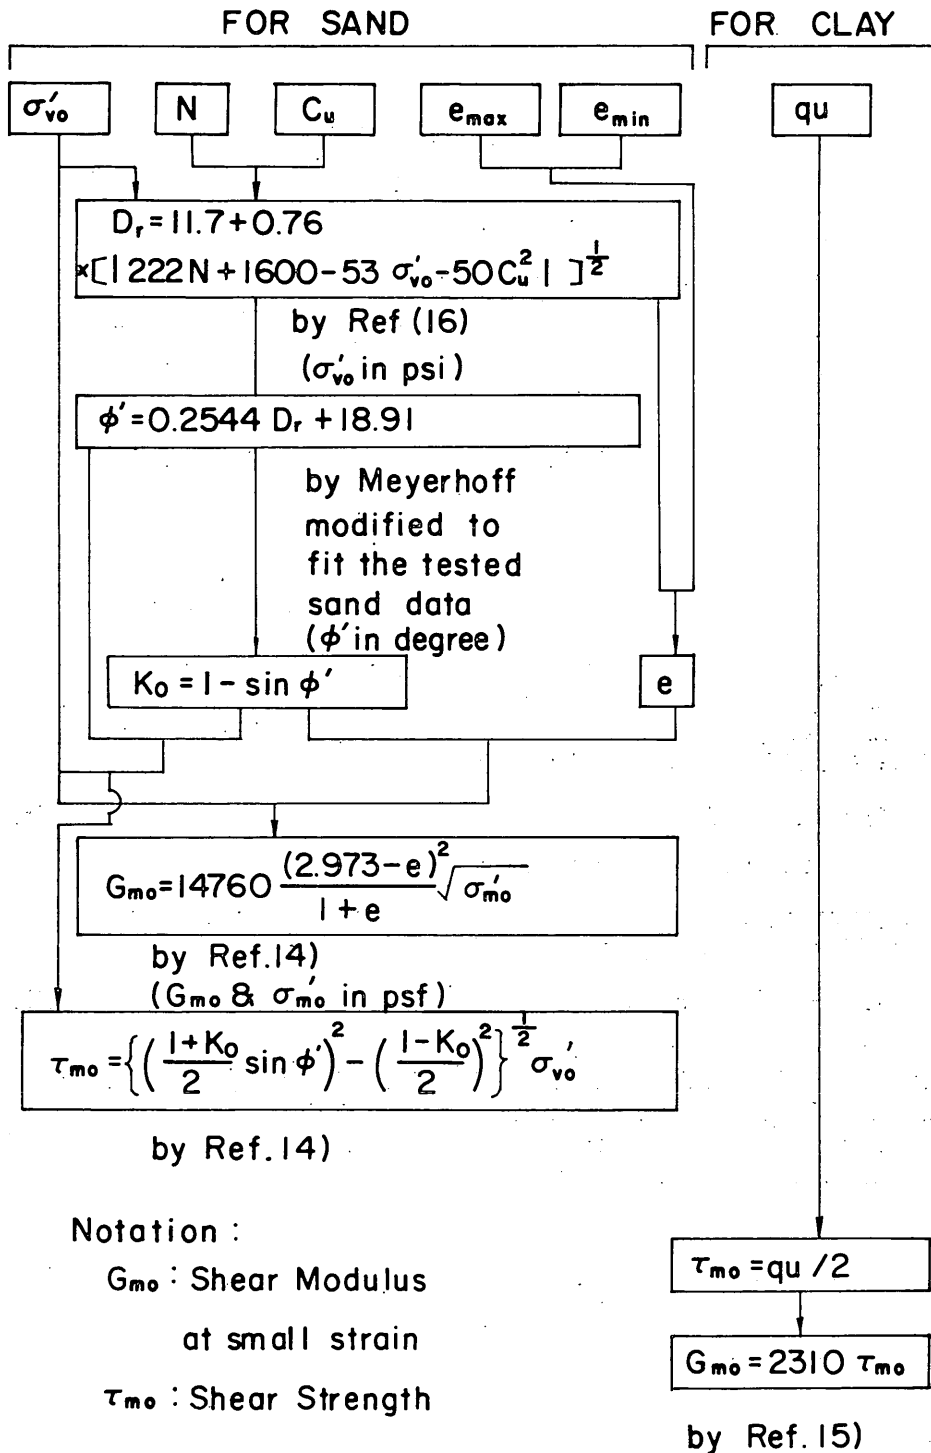 FOR SAND
FOR CLAY
σ'vo
N
Cu
emax
emin
qu
Dr=11.7+0.76
×[|222N+1600-53 σ'vo-50Cu²|]^1/2
by Ref (16)
(σ'vo in psi)
φ'=0.2544 Dr+18.91
by Meyerhoff
modified to
fit the tested
sand data
(φ' in degree)
Ko=1-sin φ'
e
Gmo=14760 (2.973-e)²/1+e √σ'mo
by Ref.14)
(Gmo & σ'mo in psf)
τmo={(1+Ko/2 sin φ')²-(1-Ko/2)²}^1/2 σ'vo
by Ref.14)
Notation :
Gmo : Shear Modulus
at small strain
τmo : Shear Strength
τmo=qu/2
Gmo=2310 τmo
by Ref. 15)